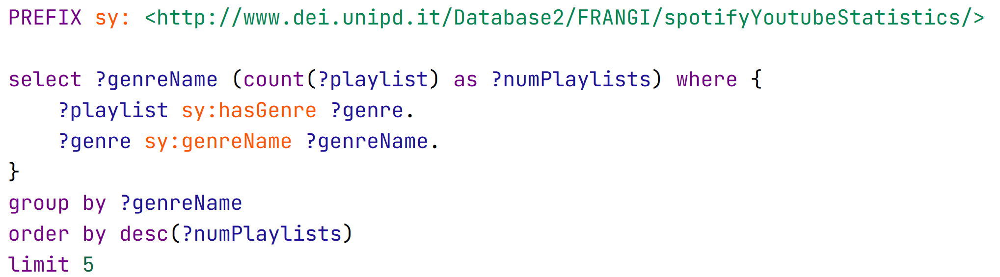 PREFIX sy: <http://www.dei.unipd.it/Database2/FRANGI/spotifyYoutubeStatistics/>
select ?genreName (count(?playlist) as ?numPlaylists) where {
    ?playlist sy:hasGenre ?genre.
    ?genre sy:genreName ?genreName.
}
group by ?genreName
order by desc(?numPlaylists)
limit 5